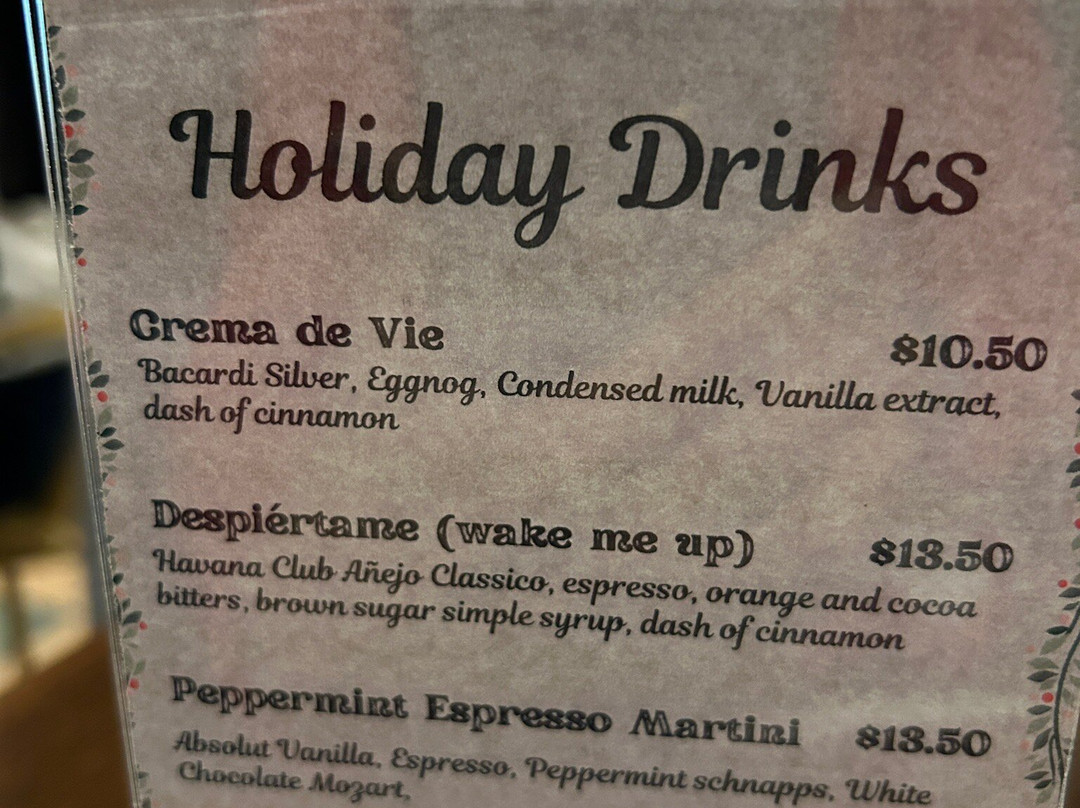 Holiday Drinks
Crema de Vie $10.50
Bacardi Silver, Eggnog, Condensed milk, Vanilla extract,
dash of cinnamon
Despiértame (wake me up) $13.50
Havana Club Añejo Classico, espresso, orange and cocoa
bitters, brown sugar simple syrup, dash of cinnamon
Peppermint Espresso Martini $13.50
Absolut Vanilla, Espresso, Peppermint schnapps, White
Chocolate Mozart,